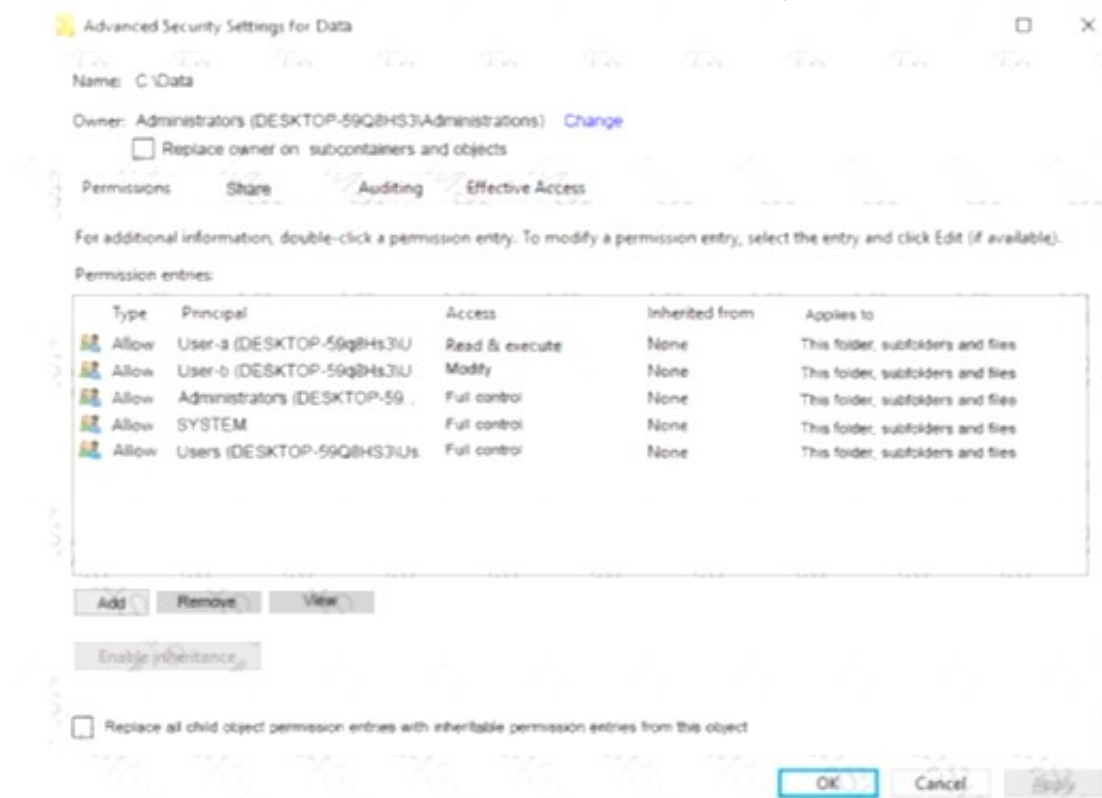 Advanced Security Settings for Data
Name: C:\Data
Owner: Administrators (DESKTOP-59Q8HS3\Administrations) Change
Replace owner on subcontainers and objects
Permissions Share Auditing Effective Access
For additional information, double-click a permission entry. To modify a permission entry, select the entry and click Edit (if available).
Permission entries:
Type Principal Access Inherited from Applies to
Allow User-a (DESKTOP-59q8Hs3\U Read & execute None This folder, subfolders and files
Allow User-b (DESKTOP-59q8Hs3\U Modify None This folder, subfolders and files
Allow Administrators (DESKTOP-59... Full control None This folder, subfolders and files
Allow SYSTEM Full control None This folder, subfolders and files
Allow Users (DESKTOP-59Q8HS3\Us. Full control None This folder, subfolders and files
Add Remove View
Enable inheritance
Replace all child object permission entries with inheritable permission entries from this object
OK Cancel Apply